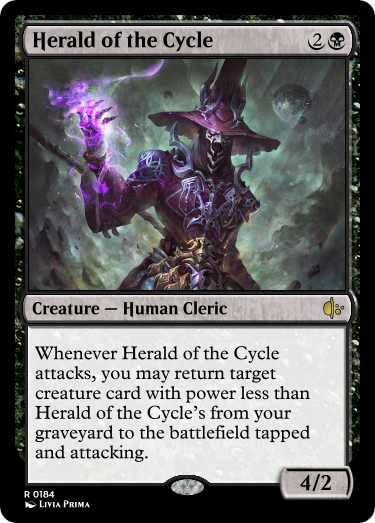 Herald of the Cycle 2
Creature — Human Cleric
Whenever Herald of the Cycle
attacks, you may return target
creature card with power less than
Herald of the Cycle's from your
graveyard to the battlefield tapped
and attacking.
4/2
R 0184
Livia Prima